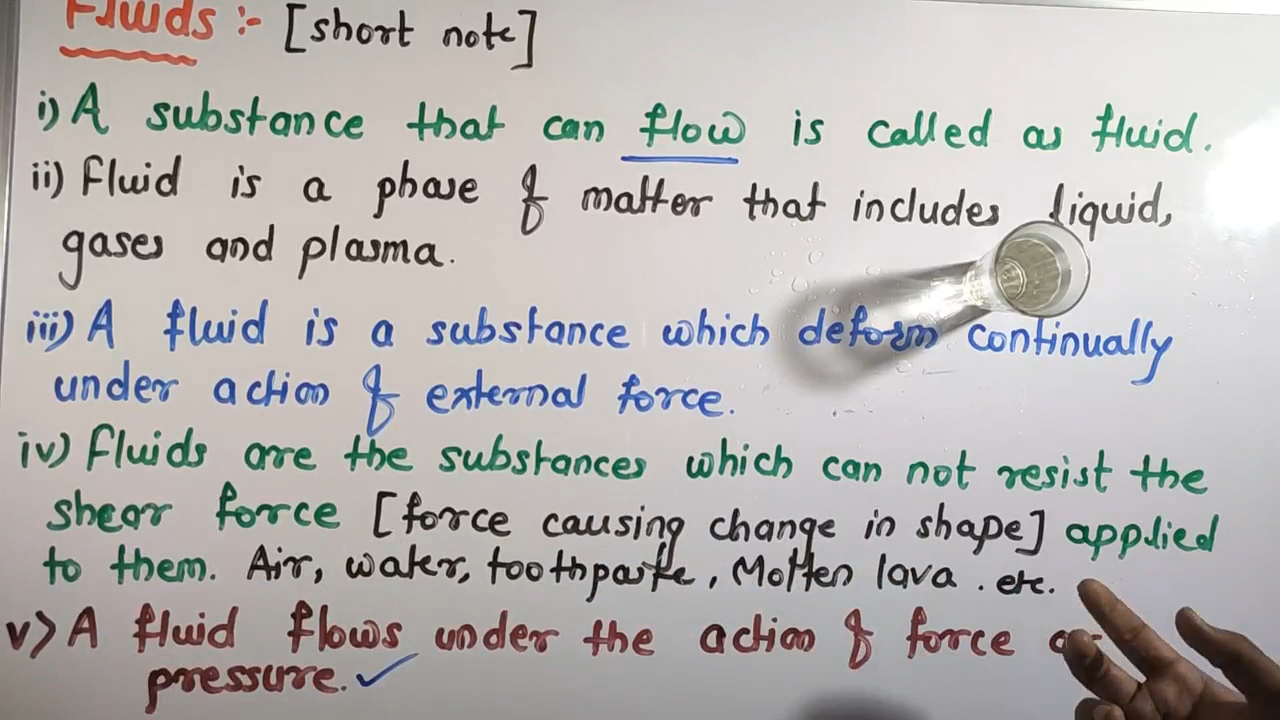 Fluids :- [short note]
i) A substance that can flow is called as fluid.
ii) Fluid is a phase of matter that includes liquid,
gases and plasma.
iii) A fluid is a substance which deform continually
under action of external force.
iv) Fluids are the substances which can not resist the
shear force [force causing change in shape] applied
to them. Air, water, toothpaste, Molten lava . etc.
v) A fluid flows under the action of force
pressure.